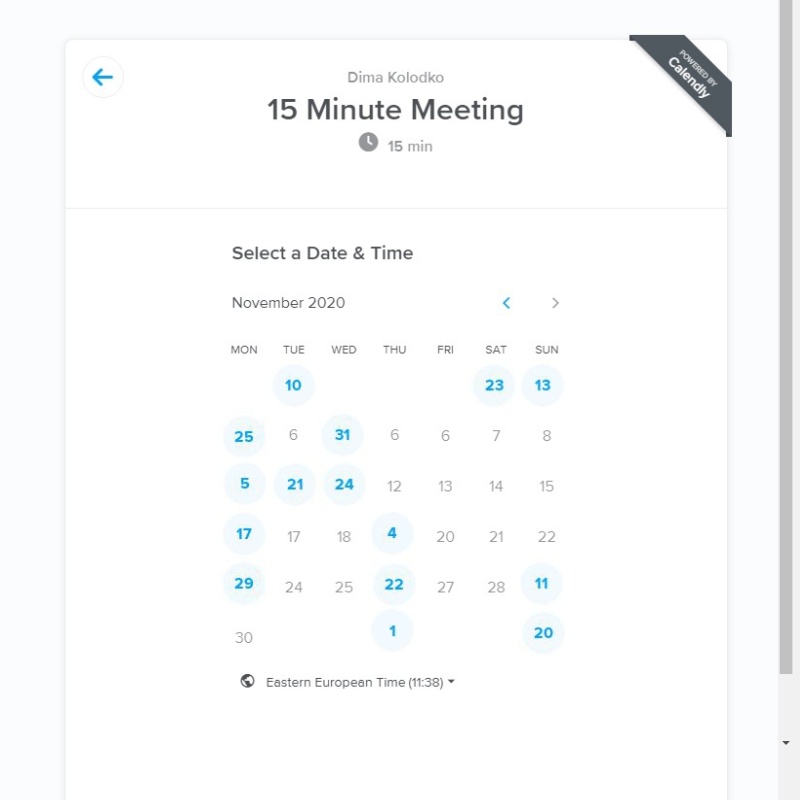 POWERED BY
Calendly
Dima Kolodko
15 Minute Meeting
15 min
Select a Date & Time
November 2020
MON TUE WED THU FRI SAT SUN
10 23 13
25 6 31 6 6 7 8
5 21 24 12 13 14 15
17 17 18 4 20 21 22
29 24 25 22 27 28 11
30 1 20
Eastern European Time (11:38)